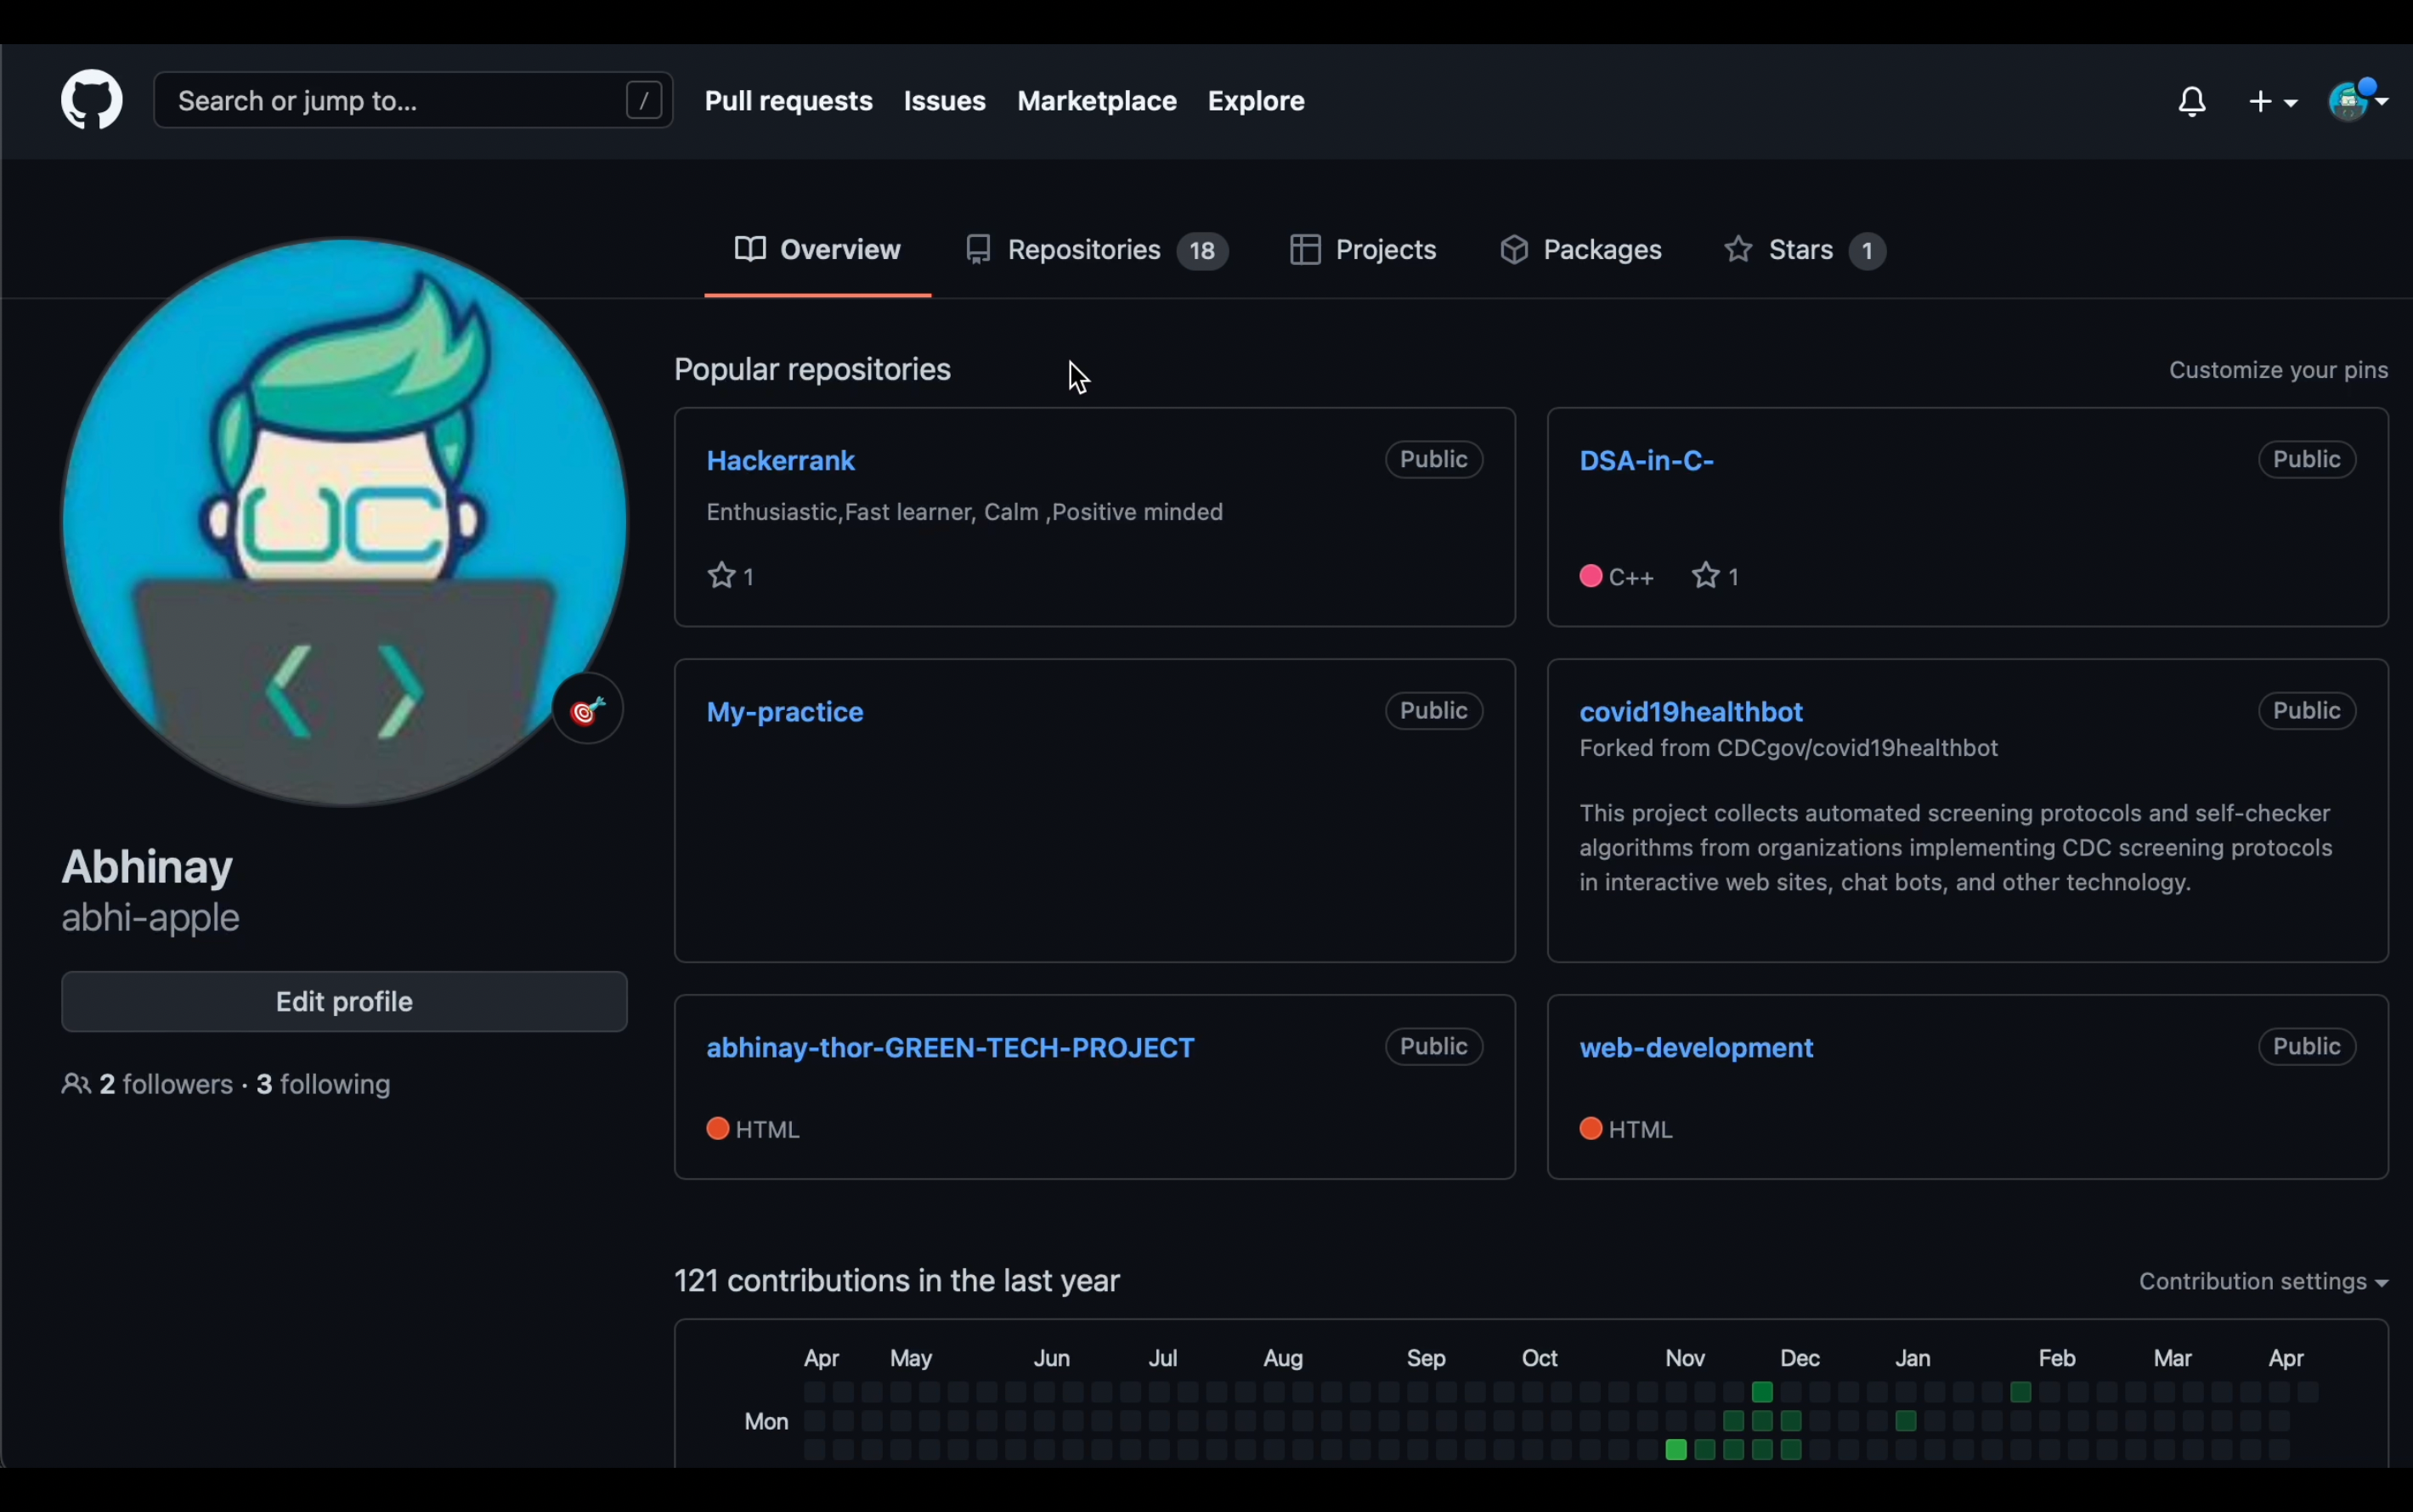 Search or jump to... /
Pull requests Issues Marketplace Explore
Overview Repositories 18 Projects Packages Stars 1
Popular repositories
Customize your pins
Hackerrank Public
Enthusiastic,Fast learner, Calm ,Positive minded
1
DSA-in-C- Public
C++ 1
My-practice Public
covid19healthbot Public
Forked from CDCgov/covid19healthbot
This project collects automated screening protocols and self-checker
algorithms from organizations implementing CDC screening protocols
in interactive web sites, chat bots, and other technology.
abhinay-thor-GREEN-TECH-PROJECT Public
HTML
web-development Public
HTML
Abhinay
abhi-apple
Edit profile
2 followers · 3 following
121 contributions in the last year
Contribution settings
Apr May Jun Jul Aug Sep Oct Nov Dec Jan Feb Mar Apr
Mon